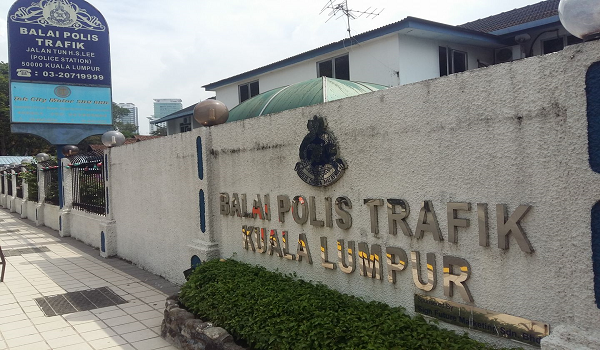 BALAI POLIS
TRAFIK
JALAN TUN H.S.LEE
(POLICE STATION)
50000 KUALA LUMPUR
03-20719999
BALAI POLIS TRAFIK
KUALA LUMPUR